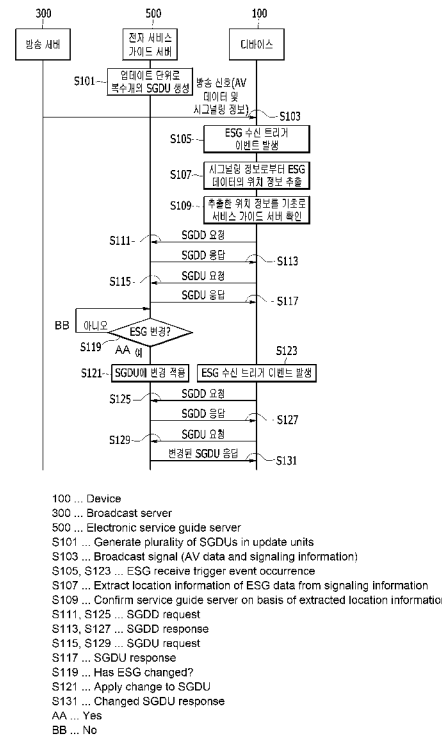 300
500
100
방송 서버
전자 서비스
가이드 서버
디바이스
S101
업데이트 단위로
복수개의 SGDU 생성
방송 신호(AV
데이터 및
시그널링 정보)
S103
S105
ESG 수신 트리거
이벤트 발생
S107
시그널링 정보로부터 ESG
데이터의 위치 정보 추출
S109
추출한 위치 정보를 기초로
서비스 가이드 서버 확인
S111
SGDD 요청
SGDD 응답
S113
S115
SGDU 요청
SGDU 응답
S117
BB
아니오
ESG 변경?
S119
AA
S123
S121
SGDU에 변경 적용
ESG 수신 트리거 이벤트 발생
S125
SGDD 요청
SGDD 응답
S127
S129
SGDU 요청
변경된 SGDU 응답
S131
100 ... Device
300 ... Broadcast server
500 ... Electronic service guide server
S101 ... Generate plurality of SGDUs in update units
S103 ... Broadcast signal (AV data and signaling information)
S105, S123 ... ESG receive trigger event occurrence
S107 ... Extract location information of ESG data from signaling information
S109 ... Confirm service guide server on basis of extracted location information
S111, S125 ... SGDD request
S113, S127 ... SGDD response
S115, S129 ... SGDU request
S117 ... SGDU response
S119 ... Has ESG changed?
S121 ... Apply change to SGDU
S131 ... Changed SGDU response
AA ... Yes
BB ... No